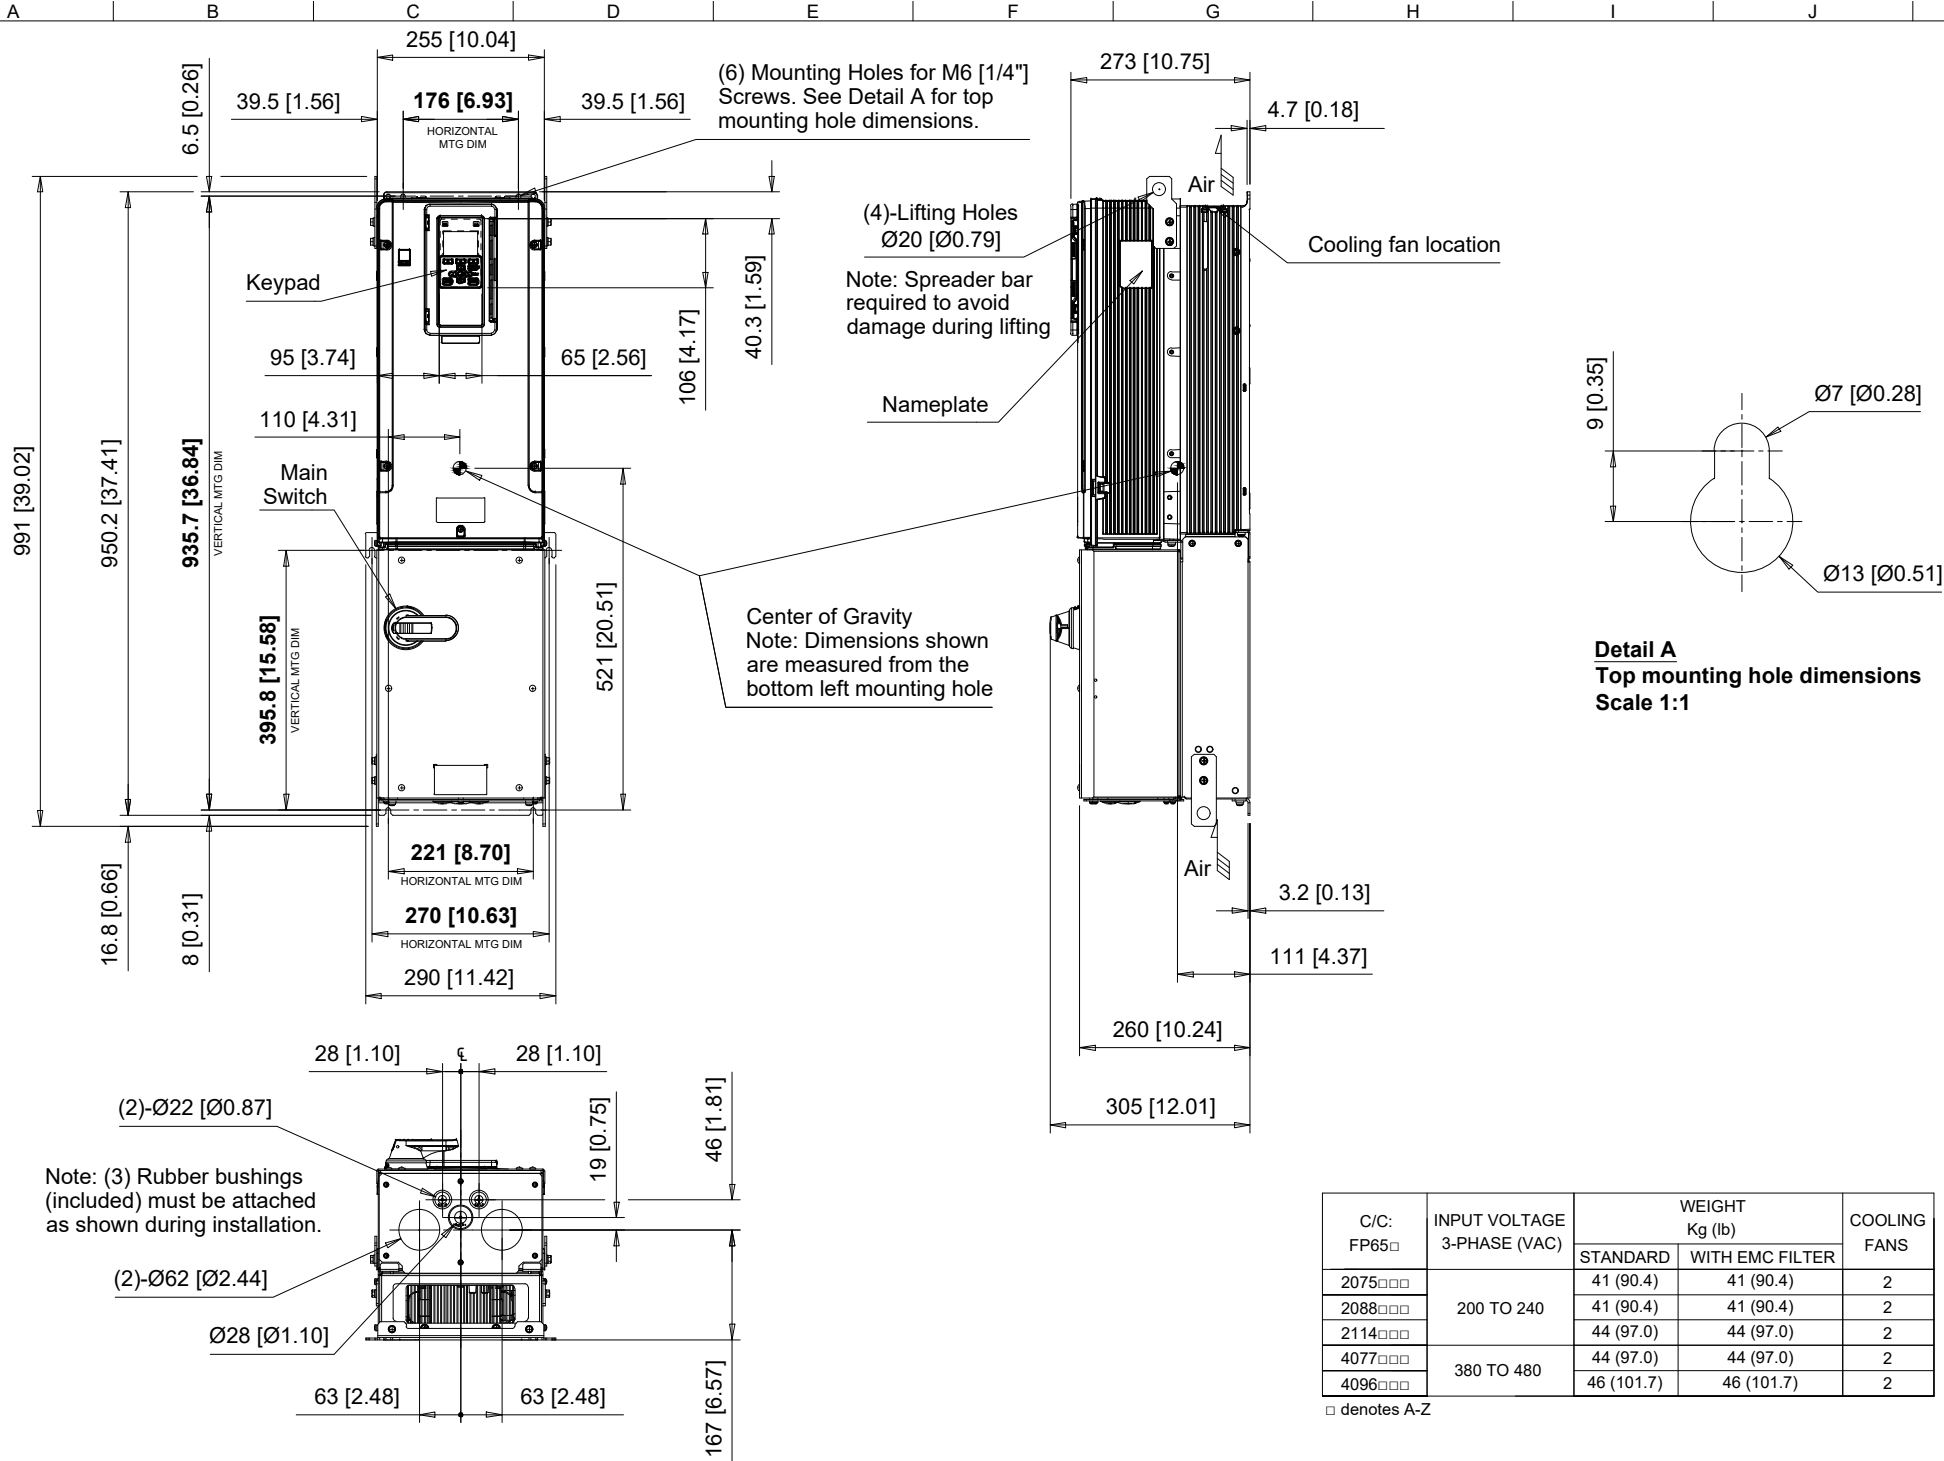 A B C D E F G H I J
255 [10.04]
6.5 [0.26]
39.5 [1.56]
176 [6.93]
HORIZONTAL
MTG DIM
39.5 [1.56]
(6) Mounting Holes for M6 [1/4"]
Screws. See Detail A for top
mounting hole dimensions.
Keypad
95 [3.74]
65 [2.56]
106 [4.17]
40.3 [1.59]
110 [4.31]
Main
Switch
991 [39.02]
950.2 [37.41]
935.7 [36.84]
VERTICAL MTG DIM
395.8 [15.58]
VERTICAL MTG DIM
521 [20.51]
Center of Gravity
Note: Dimensions shown
are measured from the
bottom left mounting hole
16.8 [0.66]
8 [0.31]
221 [8.70]
HORIZONTAL MTG DIM
270 [10.63]
HORIZONTAL MTG DIM
290 [11.42]
273 [10.75]
4.7 [0.18]
Air
(4)-Lifting Holes
Ø20 [Ø0.79]
Note: Spreader bar
required to avoid
damage during lifting
Cooling fan location
Nameplate
Air
3.2 [0.13]
111 [4.37]
260 [10.24]
305 [12.01]
9 [0.35]
Ø7 [Ø0.28]
Ø13 [Ø0.51]
Detail A
Top mounting hole dimensions
Scale 1:1
28 [1.10]
℄
28 [1.10]
(2)-Ø22 [Ø0.87]
19 [0.75]
46 [1.81]
Note: (3) Rubber bushings
(included) must be attached
as shown during installation.
(2)-Ø62 [Ø2.44]
Ø28 [Ø1.10]
63 [2.48]
63 [2.48]
167 [6.57]
C/C:
FP65□
INPUT VOLTAGE
3-PHASE (VAC)
WEIGHT
Kg (lb)
COOLING
FANS
STANDARD WITH EMC FILTER
2075□□□ 41 (90.4) 41 (90.4) 2
2088□□□ 200 TO 240 41 (90.4) 41 (90.4) 2
2114□□□ 44 (97.0) 44 (97.0) 2
4077□□□ 380 TO 480 44 (97.0) 44 (97.0) 2
4096□□□ 46 (101.7) 46 (101.7) 2
□ denotes A-Z